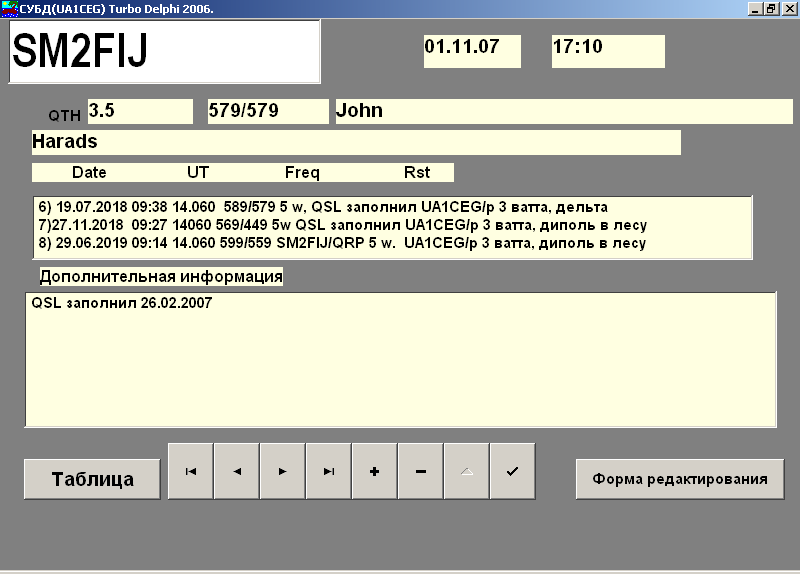 СУБД(UA1CEG) Turbo Delphi 2006.
SM2FIJ
01.11.07 17:10
QTH 3.5 579/579 John
Harads
Date UT Freq Rst
6) 19.07.2018 09:38 14.060 589/579 5 w, QSL заполнил UA1CEG/p 3 ватта, дельта
7)27.11.2018 09:27 14060 569/449 5w QSL заполнил UA1CEG/p 3 ватта, диполь в лесу
8) 29.06.2019 09:14 14.060 599/559 SM2FIJ/QRP 5 w. UA1CEG/p 3 ватта, диполь в лесу
Дополнительная информация
QSL заполнил 26.02.2007
Таблица Форма редактирования